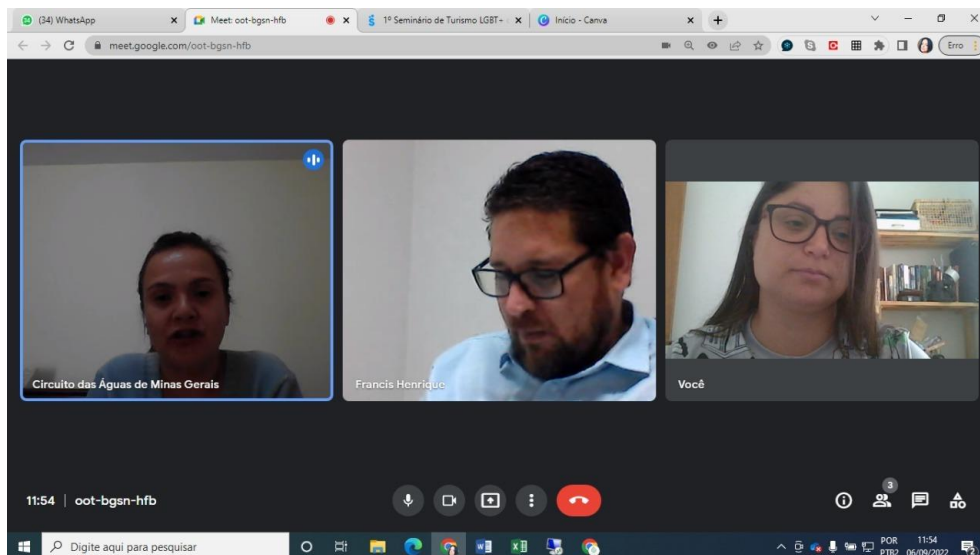 (34) WhatsApp
Meet: oot-bgsn-hfb
1º Seminário de Turismo LGBT+
Início - Canva
meet.google.com/oot-bgsn-hfb
Erro
Circuito das Águas de Minas Gerais
Francis Henrique
Você
11:54 | oot-bgsn-hfb
3
Digite aqui para pesquisar
POR 11:54
PTB2 06/09/2022